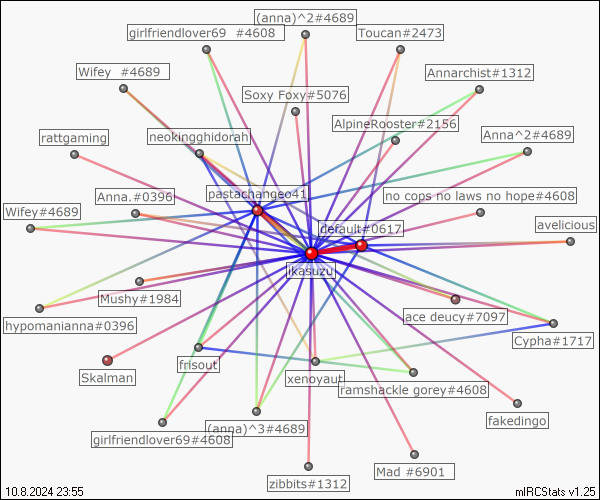 (anna)^2#4689
girlfriendlover69 #4608
Toucan#2473
Wifey #4689
Annarchist#1312
Soxy Foxy#5076
AlpineRooster#2156
rattgaming
neokingghidorah
Anna^2#4689
pastachangeo41
no cops no laws no hope#4608
Anna.#0396
Wifey#4689
default#0617
avelicious
ikasuzu
Mushy#1984
ace deucy#7097
hypomanianna#0396
Cypha#1717
frisout
Skalman
xenoyaut
ramshackle gorey#4608
fakedingo
(anna)^3#4689
girlfriendlover69#4608
Mad #6901
zibbits#1312
10.8.2024 23:55
mIRCStats v1.25